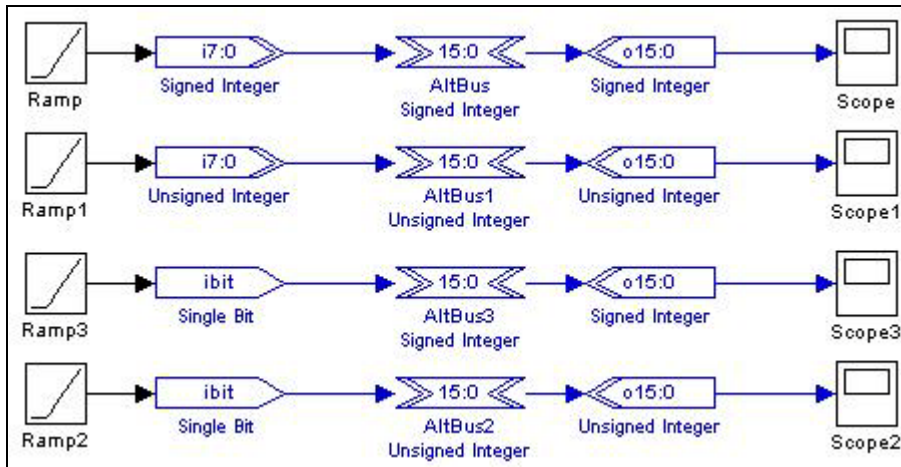 i7:0 15:0 o15:0
Ramp Signed Integer AltBus Signed Integer Scope
Signed Integer
i7:0 15:0 o15:0
Ramp1 Unsigned Integer AltBus1 Unsigned Integer Scope1
Unsigned Integer
ibit 15:0 o15:0
Ramp3 Single Bit AltBus3 Signed Integer Scope3
Signed Integer
ibit 15:0 o15:0
Ramp2 Single Bit AltBus2 Unsigned Integer Scope2
Unsigned Integer